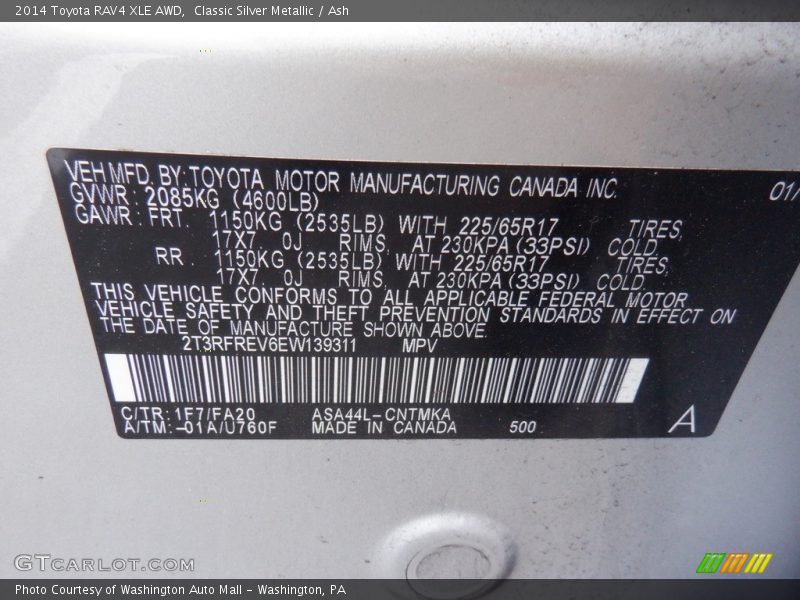 2014 Toyota RAV4 XLE AWD,  Classic Silver Metallic / Ash
VEH MFD. BY: TOYOTA MOTOR MANUFACTURING CANADA INC. 01/
GVWR: 2085KG (4600LB)
GAWR: FRT. 1150KG (2535LB) WITH 225/65R17 TIRES,
17X7. 0J RIMS, AT 230KPA (33PSI) COLD.
RR 1150KG (2535LB) WITH 225/65R17 TIRES,
17X7. 0J RIMS, AT 230KPA (33PSI) COLD.
THIS VEHICLE CONFORMS TO ALL APPLICABLE FEDERAL MOTOR
VEHICLE SAFETY AND THEFT PREVENTION STANDARDS IN EFFECT ON
THE DATE OF MANUFACTURE SHOWN ABOVE.
2T3RFREV6EW139311 MPV
C/TR: 1F7/FA20 ASA44L-CNTMKA
A/TM: -01A/U760F MADE IN CANADA 500 A
GTCARLOT.COM
Photo Courtesy of Washington Auto Mall - Washington, PA